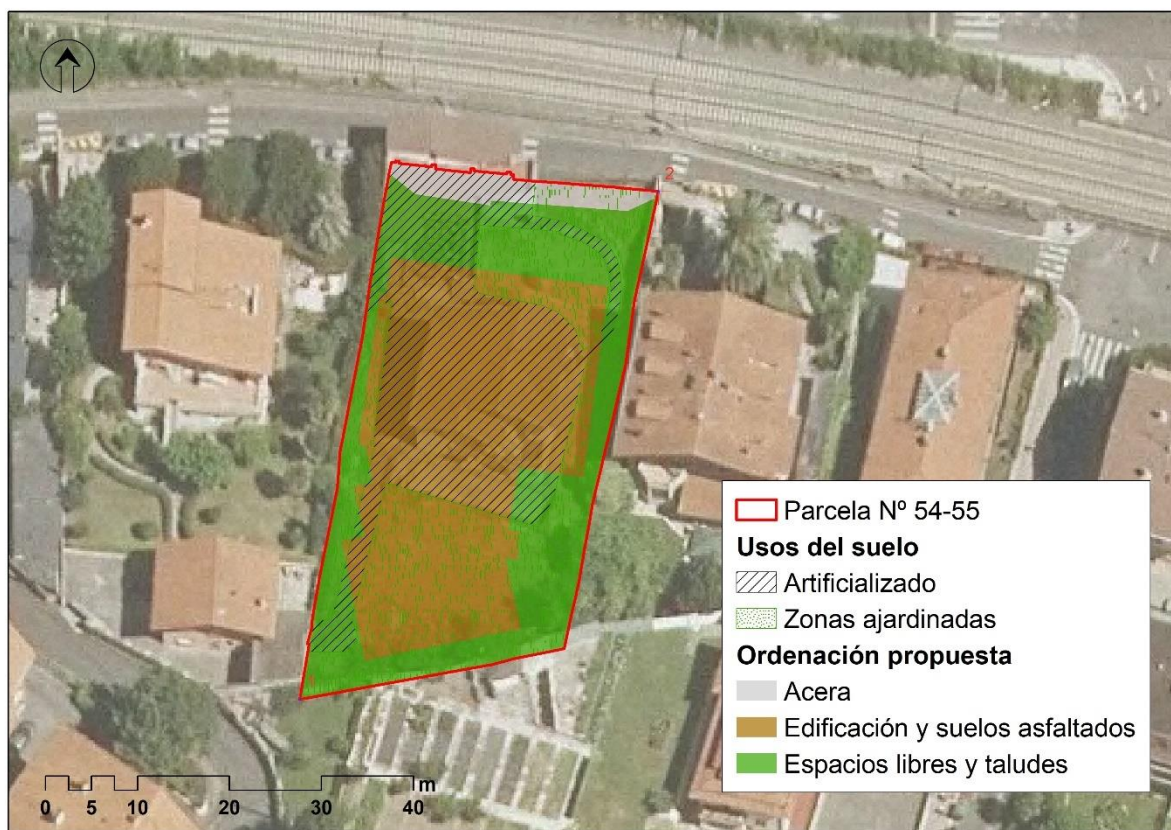 2
Parcela Nº 54-55
Usos del suelo
Artificializado
Zonas ajardinadas
Ordenación propuesta
Acera
Edificación y suelos asfaltados
Espacios libres y taludes
m
0 5 10 20 30 40